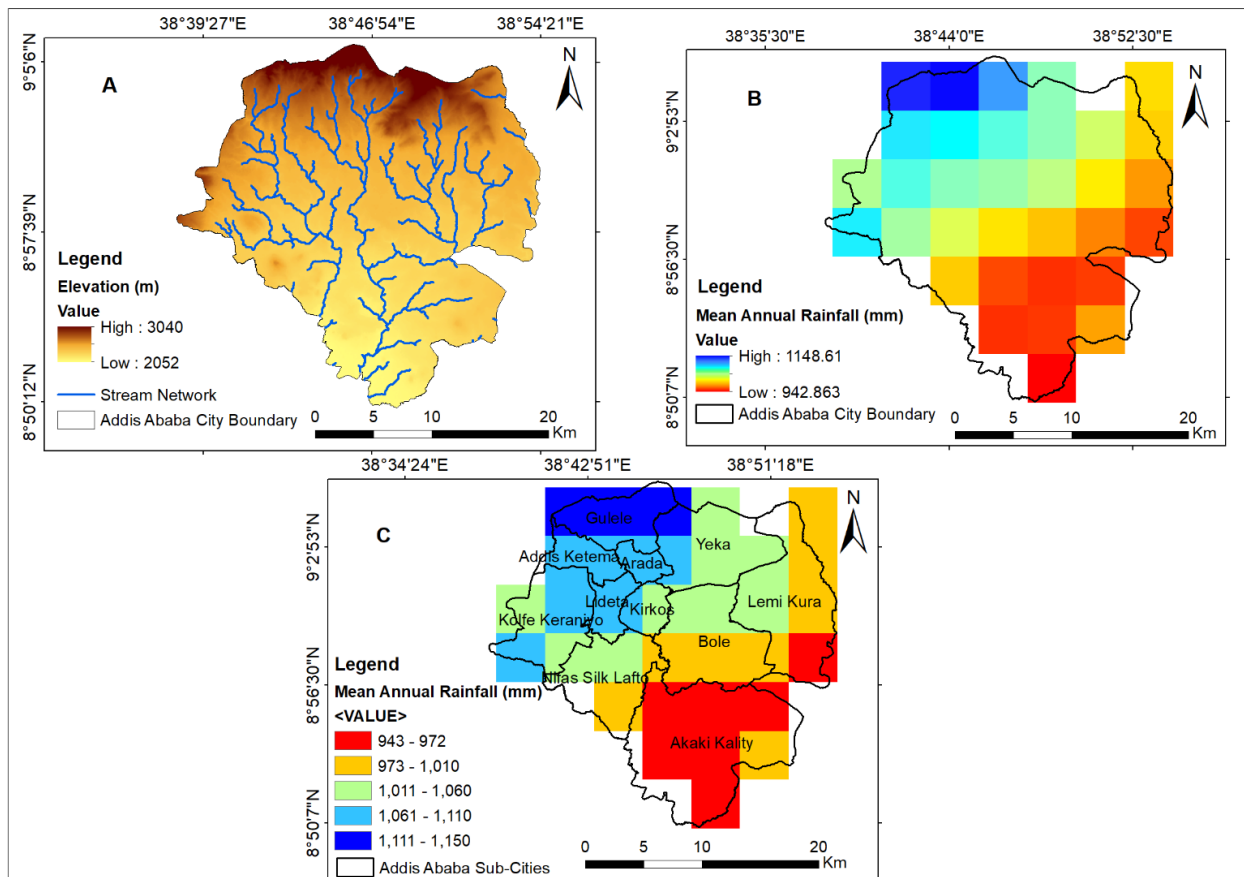 38°39'27"E 38°46'54"E 38°54'21"E
9°5'6"N
8°57'39"N
8°50'12"N
A
N
Legend
Elevation (m)
Value
High : 3040
Low : 2052
Stream Network
Addis Ababa City Boundary
0 5 10 20
Km
38°35'30"E 38°44'0"E 38°52'30"E
9°2'53"N
8°56'30"N
8°50'7"N
B
N
Legend
Mean Annual Rainfall (mm)
Value
High : 1148.61
Low : 942.863
Addis Ababa City Boundary
0 5 10 20
Km
38°34'24"E 38°42'51"E 38°51'18"E
9°2'53"N
8°56'30"N
8°50'7"N
C
N
Gulele
Yeka
Addis Ketema
Arada
Lideta
Kirkos
Lemi Kura
Kolfe Keraniyo
Bole
Nifas Silk Lafto
Akaki Kality
Legend
Mean Annual Rainfall (mm)
<VALUE>
943 - 972
973 - 1,010
1,011 - 1,060
1,061 - 1,110
1,111 - 1,150
Addis Ababa Sub-Cities
0 5 10 20
Km